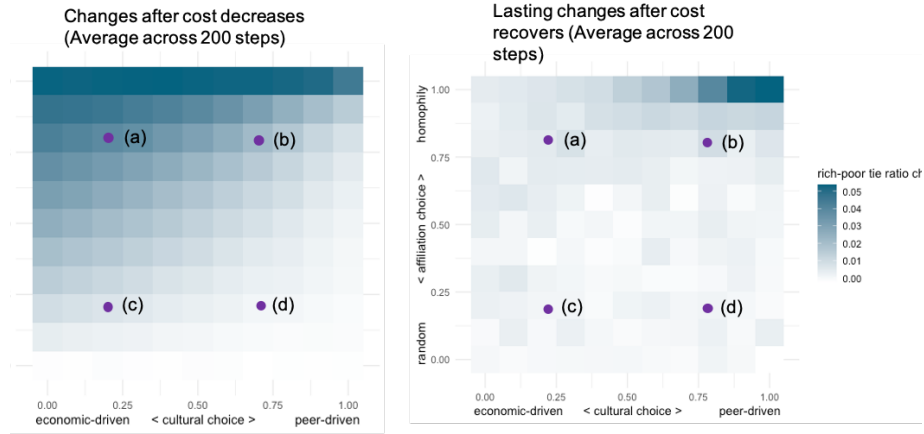 Changes after cost decreases
(Average across 200 steps)
(a)
(b)
(c)
(d)
0.00
0.25
0.50
0.75
1.00
economic-driven
< cultural choice >
peer-driven
Lasting changes after cost
recovers (Average across 200
steps)
1.00
0.75
0.50
0.25
0.00
homophily
< affiliation choice >
random
(a)
(b)
(c)
(d)
0.00
0.25
0.50
0.75
1.00
economic-driven
< cultural choice >
peer-driven
rich-poor tie ratio ch
0.05
0.04
0.03
0.02
0.01
0.00